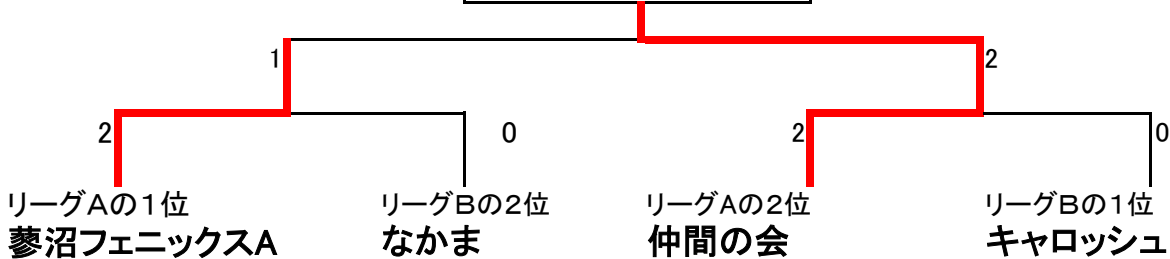 1
2
2
0
2
0
リーグAの1位
リーグBの2位
リーグAの2位
リーグBの1位
蓼沼フェニックスA
なかま
仲間の会
キャロッシュ